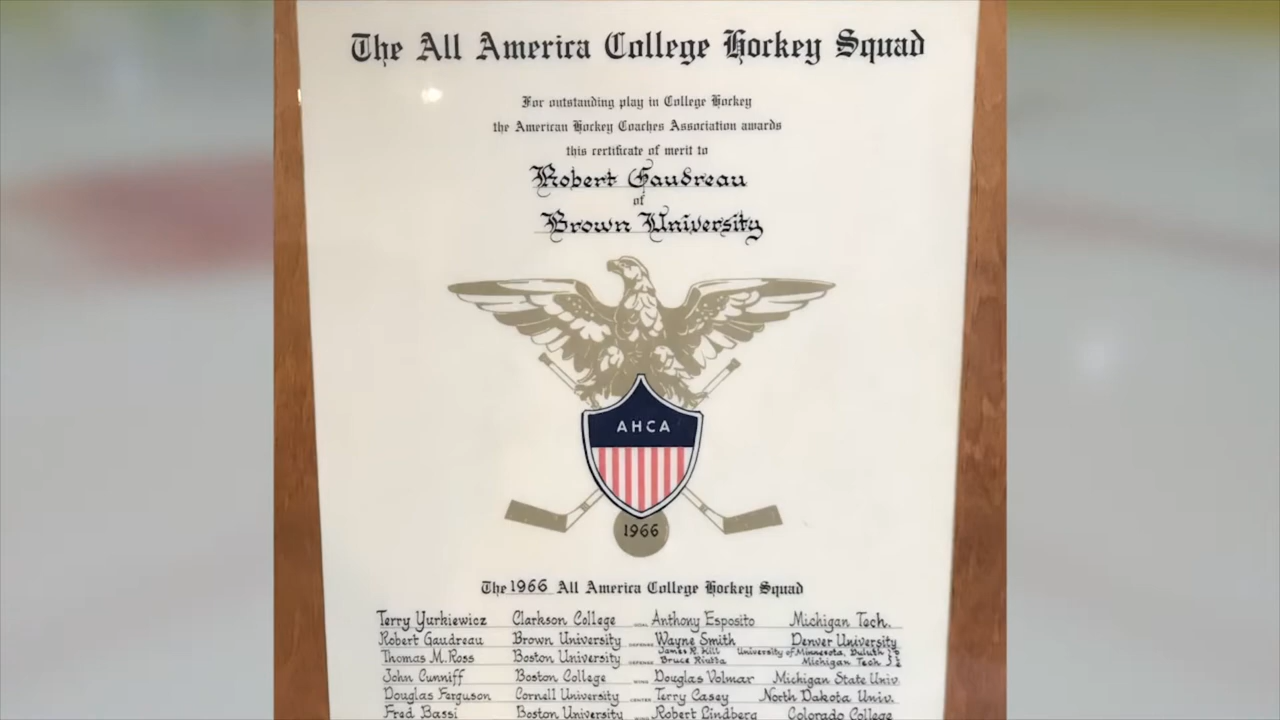 The All America College Hockey Squad
For outstanding play in College Hockey
the American Hockey Coaches Association awards
this certificate of merit to
Robert Gaudreau
of
Brown University
AHCA
1966
The 1966 All America College Hockey Squad
Terry Yurkiewicz Clarkson College Anthony Esposito Michigan Tech.
Robert Gaudreau Brown University Wayne Smith Denver University
Thomas M. Ross Boston University James R. Hill University of Minnesota, Duluth
Bruce Riutta Michigan Tech
John Cunniff Boston College Douglas Volmar Michigan State Univ.
Douglas Ferguson Cornell University Terry Casey North Dakota Univ.
Fred Bassi Boston University Robert Lindberg Colorado College